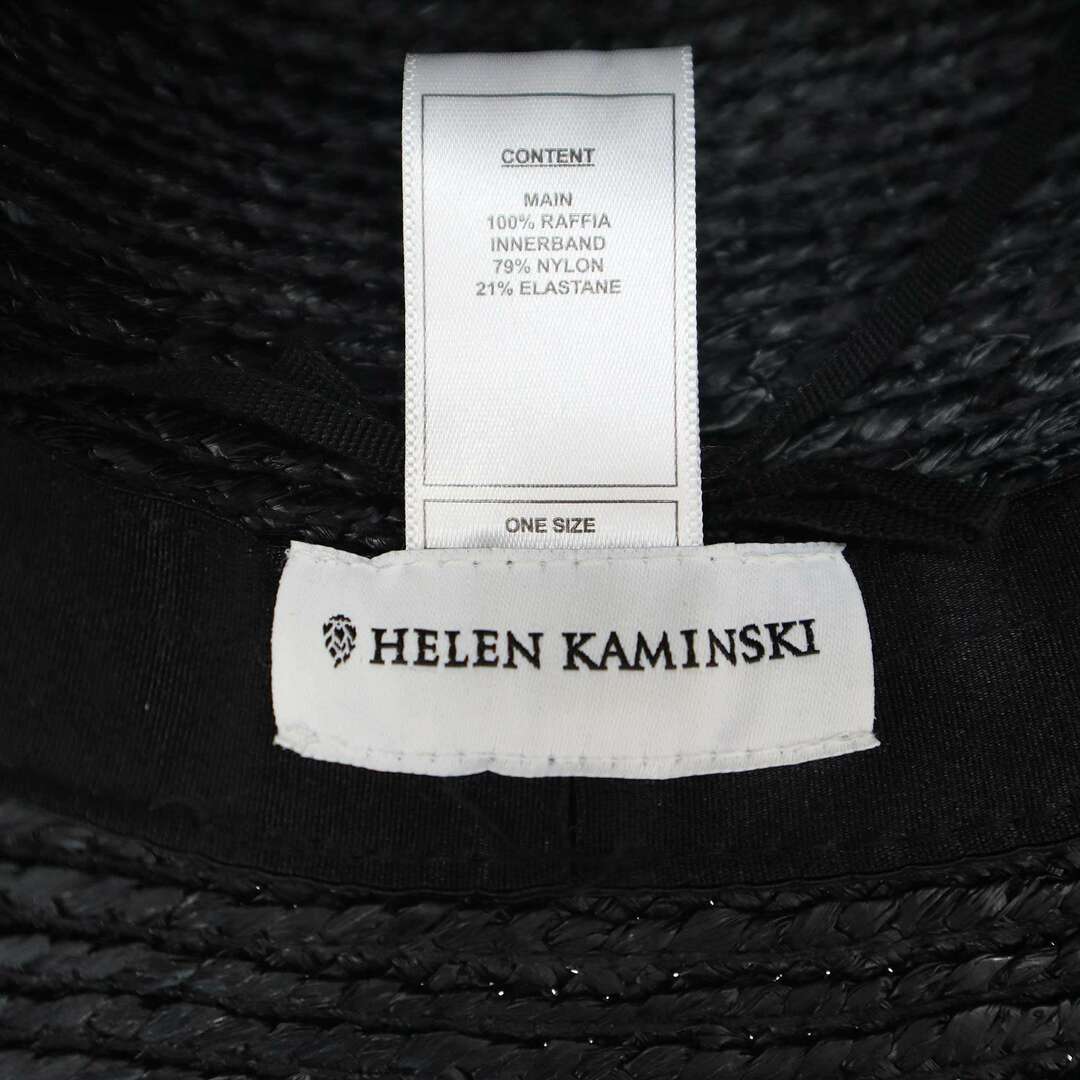 CONTENT
MAIN
100% RAFFIA
INNERBAND
79% NYLON
21% ELASTANE
ONE SIZE
HELEN KAMINSKI